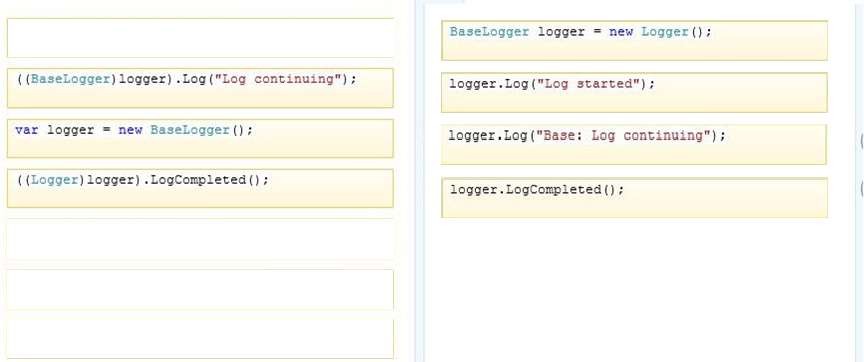 ((BaseLogger)logger).Log("Log continuing");
var logger = new BaseLogger();
((Logger)logger).LogCompleted();
BaseLogger logger = new Logger();
logger.Log("Log started");
logger.Log("Base: Log continuing");
logger.LogCompleted();